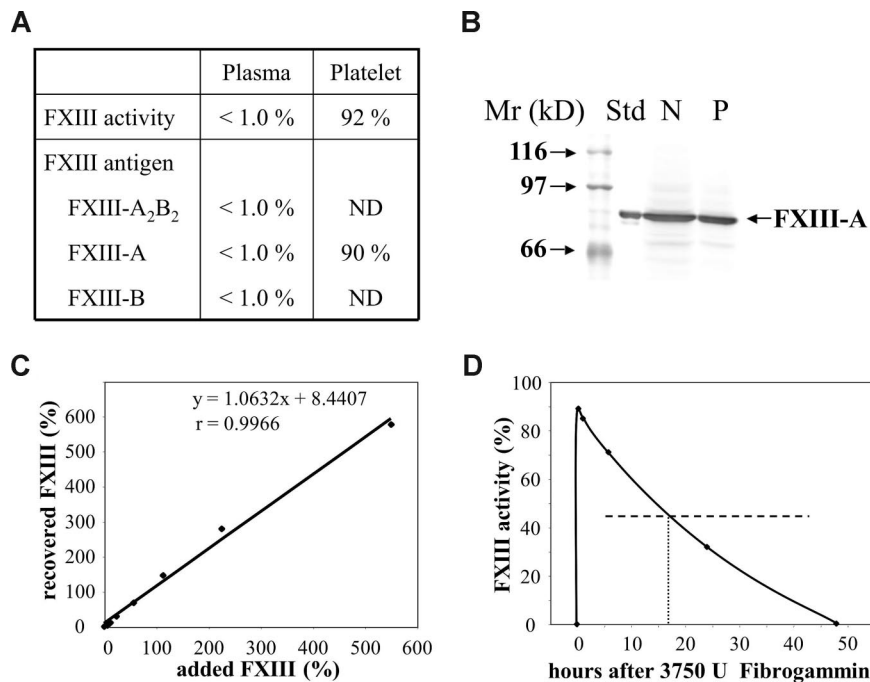 A
Plasma Platelet
FXIII activity < 1.0 % 92 %
FXIII antigen
FXIII-A₂B₂ < 1.0 % ND
FXIII-A < 1.0 % 90 %
FXIII-B < 1.0 % ND
B
Mr (kD) Std N P
116
97
66
FXIII-A
C
y = 1.0632x + 8.4407
r = 0.9966
recovered FXIII (%)
600
500
400
300
200
100
0
0 100 200 300 400 500 600
added FXIII (%)
D
FXIII activity (%)
100
80
60
40
20
0
0 10 20 30 40 50
hours after 3750 U Fibrogammin